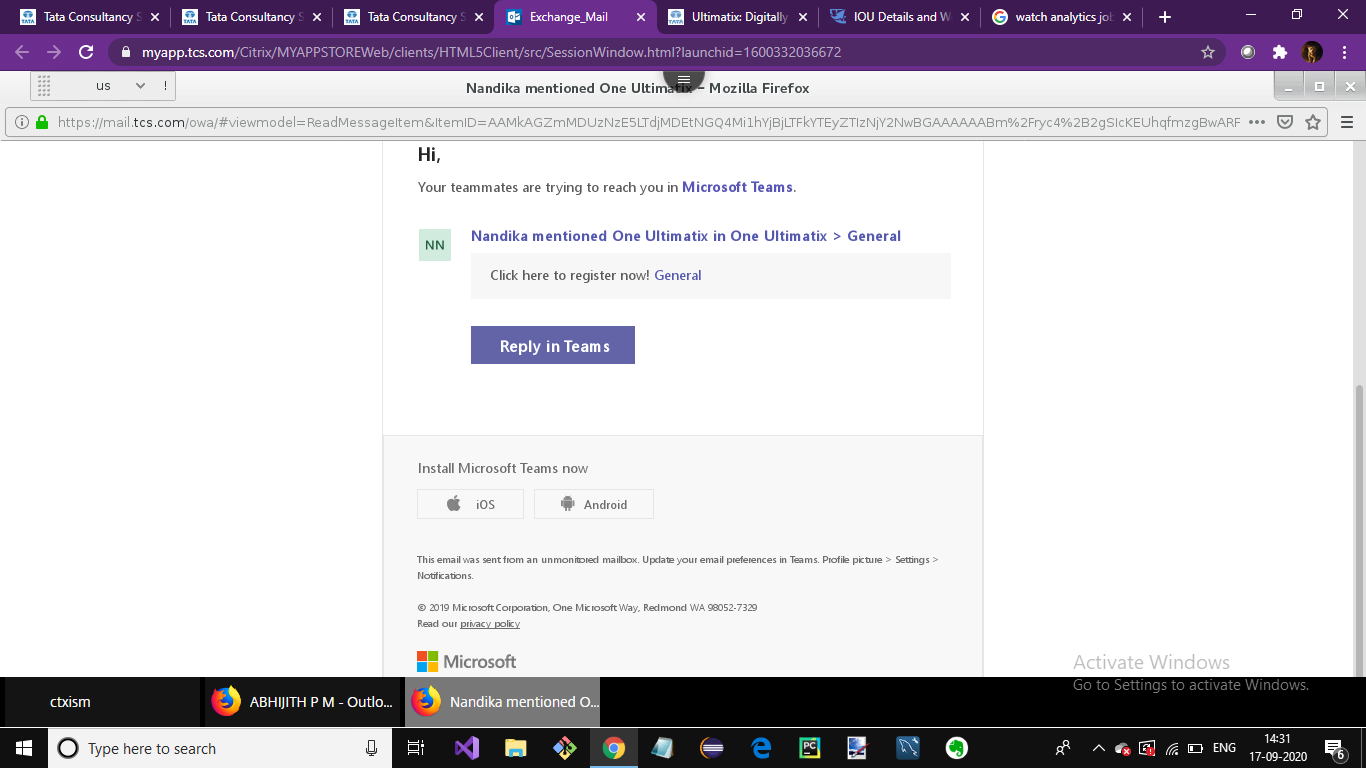 Tata Consultancy S
Tata Consultancy S
Tata Consultancy S
Exchange_Mail
Ultimatix: Digitally
IOU Details and W
watch analytics job
myapp.tcs.com/Citrix/MYAPPSTOREWeb/clients/HTML5Client/src/SessionWindow.html?launchid=1600332036672
us !
Nandika mentioned One Ultimatix – Mozilla Firefox
https://mail.tcs.com/owa/#viewmodel=ReadMessageItem&ItemID=AAMkAGZmMDUzNzE5LTdjMDEtNGQ4Mi1hYjBjLTFkYTEyZTIzNjY2NwBGAAAAAABm%2Fryc4%2B2gSIcKEUhqfmzgBwARF
Hi,
Your teammates are trying to reach you in Microsoft Teams.
NN
Nandika mentioned One Ultimatix in One Ultimatix > General
Click here to register now! General
Reply in Teams
Install Microsoft Teams now
iOS
Android
This email was sent from an unmonitored mailbox. Update your email preferences in Teams. Profile picture > Settings >
Notifications.
© 2019 Microsoft Corporation, One Microsoft Way, Redmond WA 98052-7329
Read our privacy policy
Microsoft
Activate Windows
Go to Settings to activate Windows.
ctxism
ABHIJITH P M - Outlo...
Nandika mentioned O...
Type here to search
PC
ENG
14:31
17-09-2020
6